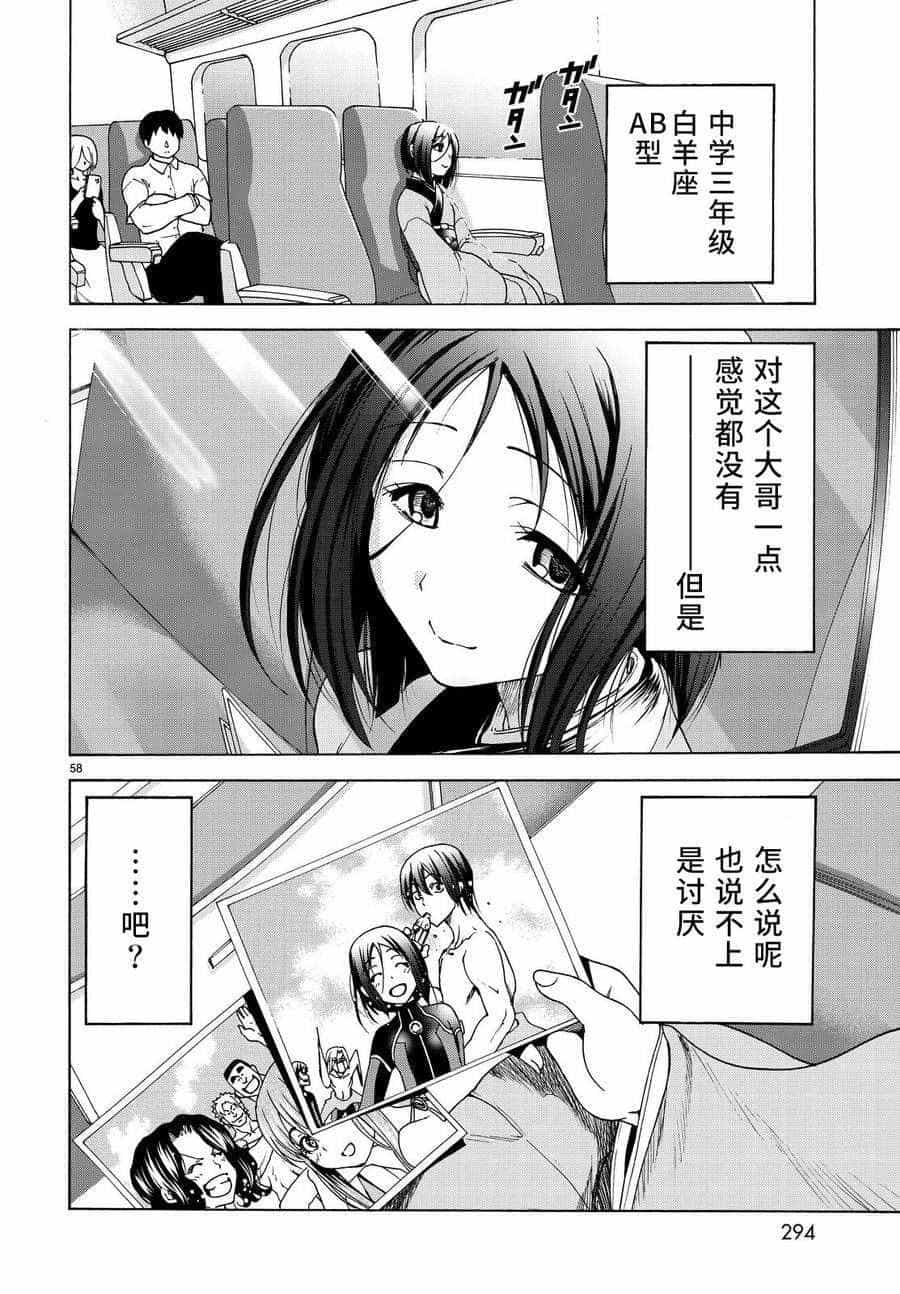 ガタン
ガタン
中学三年级
白羊座
AB型
对这个大哥一点
感觉都没有
——但是
58
怎么说呢
也说不上
是讨厌
……吧？
294